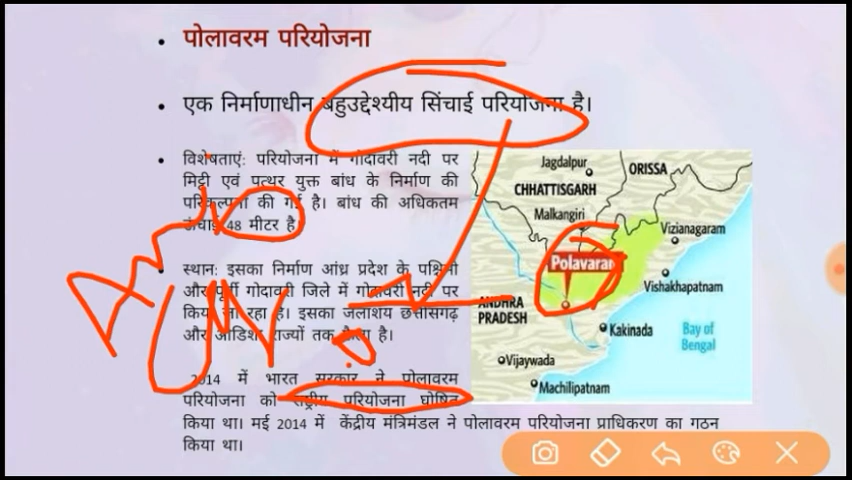 पोलावरम परियोजना
एक निर्माणाधीन बहुउद्देश्यीय सिंचाई परियोजना है।
विशेषताएं: परियोजना में गोदावरी नदी पर
मिट्टी एवं पत्थर युक्त बांध के निर्माण की
परिकल्पना की गई है। बांध की अधिकतम
ऊंचाई 48 मीटर है
स्थान: इसका निर्माण आंध्र प्रदेश के पश्चिमी
और पूर्वी गोदावरी जिले में गोदावरी नदी पर
किया जा रहा है। इसका जलाशय छत्तीसगढ़
और ओडिशा राज्यों तक फैला है।
2014 में भारत सरकार ने पोलावरम
परियोजना को राष्ट्रीय परियोजना घोषित
किया था। मई 2014 में केंद्रीय मंत्रिमंडल ने पोलावरम परियोजना प्राधिकरण का गठन
किया था।
Jagdalpur
ORISSA
CHHATTISGARH
Malkangiri
Vizianagaram
Polavaram
Vishakhapatnam
ANDHRA
PRADESH
Kakinada
Bay of
Bengal
Vijaywada
Machilipatnam